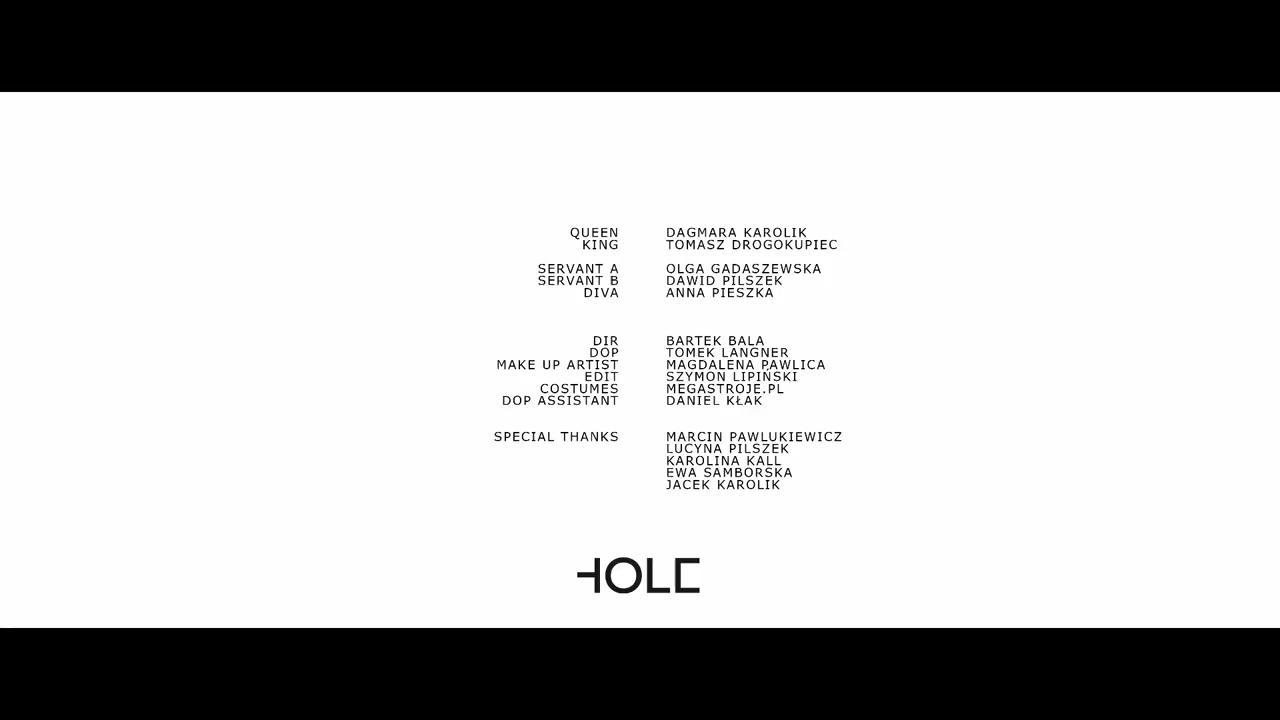 QUEEN DAGMARA KAROLIK
KING TOMASZ DROGOKUPIEC
SERVANT A OLGA GADASZEWSKA
SERVANT B DAWID PILSZEK
DIVA ANNA PIESZKA
DIR BARTEK BALA
DOP TOMEK LANGNER
MAKE UP ARTIST MAGDALENA PAWLICA
EDIT SZYMON LIPIŃSKI
COSTUMES MEGASTROJE.PL
DOP ASSISTANT DANIEL KŁAK
SPECIAL THANKS MARCIN PAWLUKIEWICZ
LUCYNA PILSZEK
KAROLINA KALL
EWA SAMBORSKA
JACEK KAROLIK
HOLE